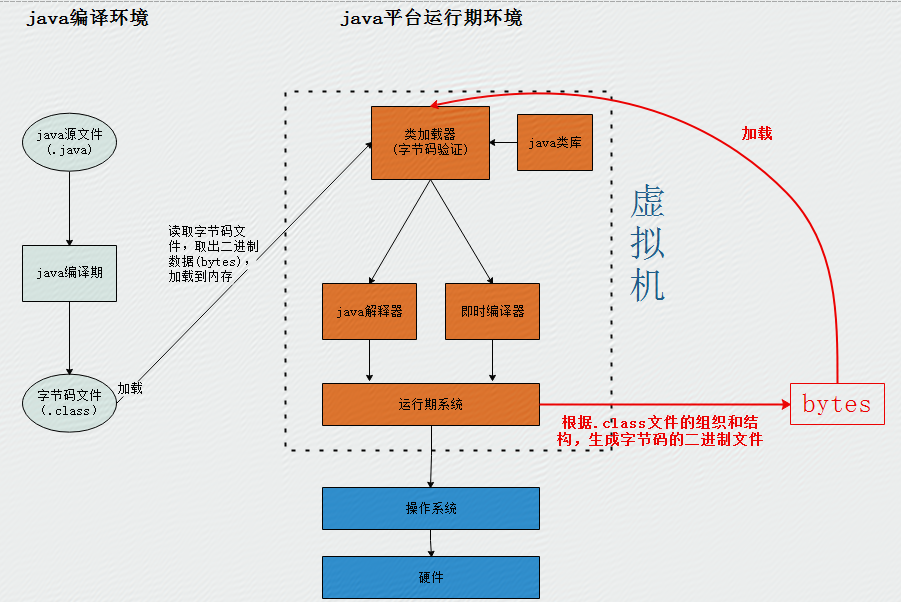 java编译环境
java平台运行期环境
java源文件
(.java)
java编译期
字节码文件
(.class)
加载
读取字节码文
件，取出二进制
数据(bytes)，
加载到内存
类加载器
(字节码验证)
java类库
java解释器
即时编译器
运行期系统
操作系统
硬件
虚
拟
机
加载
bytes
根据.class文件的组织和结
构，生成字节码的二进制文件